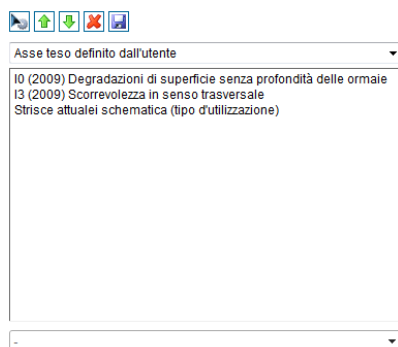 Asse teso definito dall'utente
I0 (2009) Degradazioni di superficie senza profondità delle ormaie
I3 (2009) Scorrevolezza in senso trasversale
Strisce attualei schematica (tipo d'utilizzazione)
-